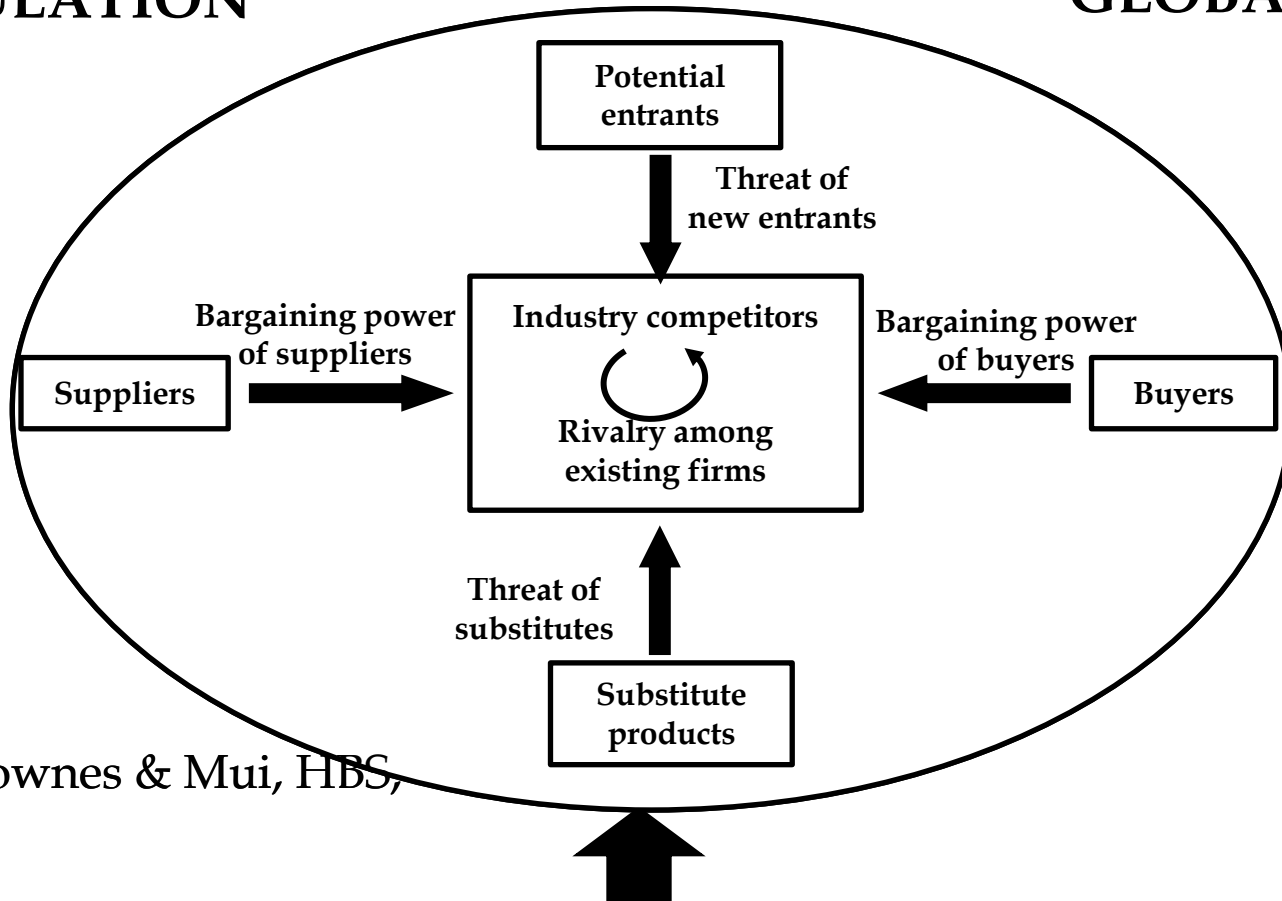 ULATION
GLOBA
Potential
entrants
Threat of
new entrants
Bargaining power
of suppliers
Industry competitors
Bargaining power
of buyers
Suppliers
Buyers
Rivalry among
existing firms
Threat of
substitutes
Substitute
products
ownes & Mui, HBS,